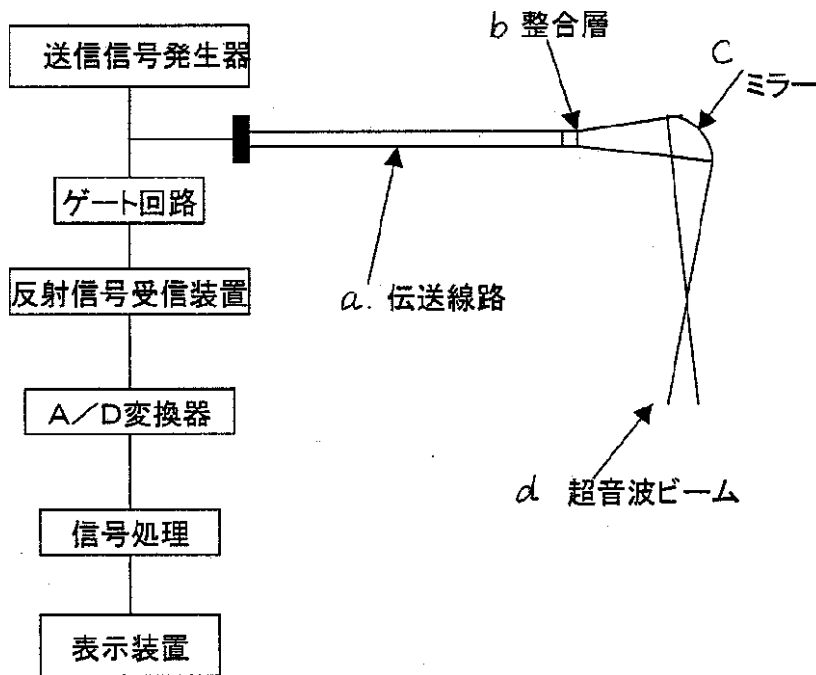 送信信号発生器
b 整合層
C
ミラー
ゲート回路
反射信号受信装置
a. 伝送線路
A/D変換器
d 超音波ビーム
信号処理
表示装置